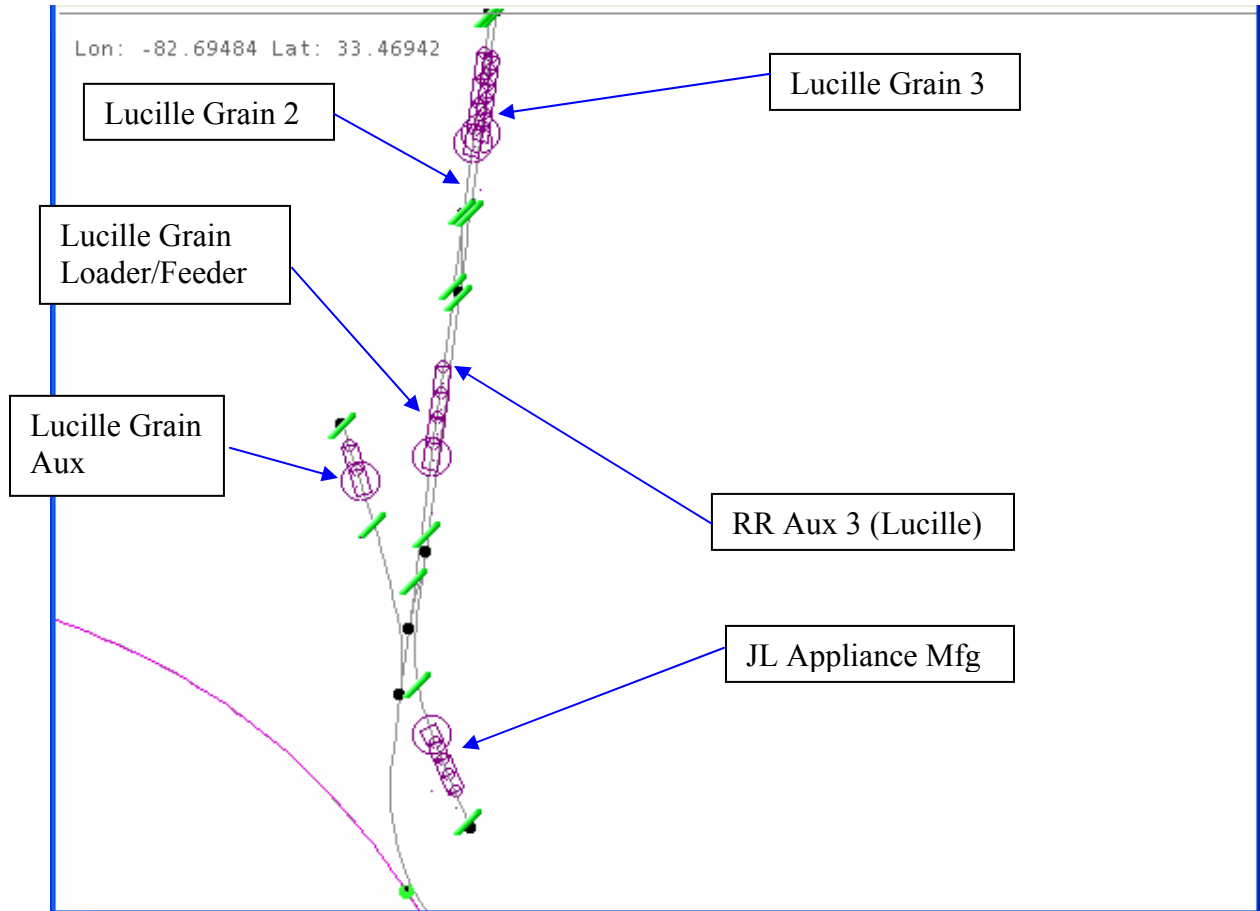 Lon: -82.69484 Lat: 33.46942
Lucille Grain 3
Lucille Grain 2
Lucille Grain
Loader/Feeder
Lucille Grain
Aux
RR Aux 3 (Lucille)
JL Appliance Mfg